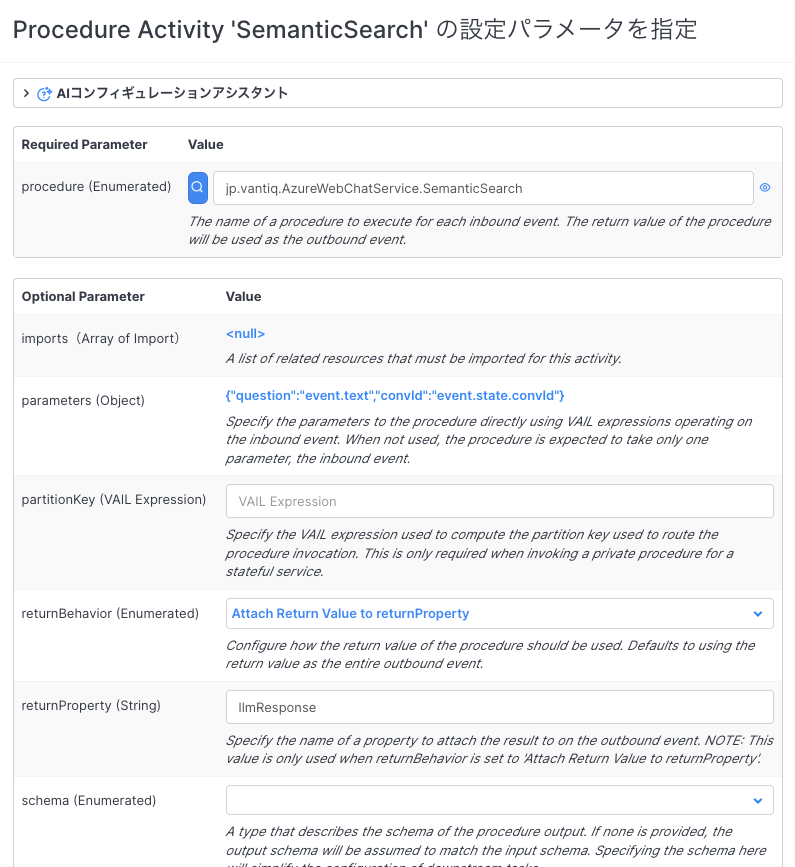 Procedure Activity 'SemanticSearch' の設定パラメータを指定
AIコンフィギュレーションアシスタント
Required Parameter Value
procedure (Enumerated) jp.vantiq.AzureWebChatService.SemanticSearch
The name of a procedure to execute for each inbound event. The return value of the procedure
will be used as the outbound event.
Optional Parameter Value
imports（Array of Import） <null>
A list of related resources that must be imported for this activity.
parameters (Object) {"question":"event.text","convId":"event.state.convId"}
Specify the parameters to the procedure directly using VAIL expressions operating on
the inbound event. When not used, the procedure is expected to take only one
parameter, the inbound event.
partitionKey (VAIL Expression) VAIL Expression
Specify the VAIL expression used to compute the partition key used to route the
procedure invocation. This is only required when invoking a private procedure for a
stateful service.
returnBehavior (Enumerated) Attach Return Value to returnProperty
Configure how the return value of the procedure should be used. Defaults to using the
return value as the entire outbound event.
returnProperty (String) llmResponse
Specify the name of a property to attach the result to on the outbound event. NOTE: This
value is only used when returnBehavior is set to 'Attach Return Value to returnProperty'.
schema (Enumerated)
A type that describes the schema of the procedure output. If none is provided, the
output schema will be assumed to match the input schema. Specifying the schema here
will simplify the configuration of downstream tasks.